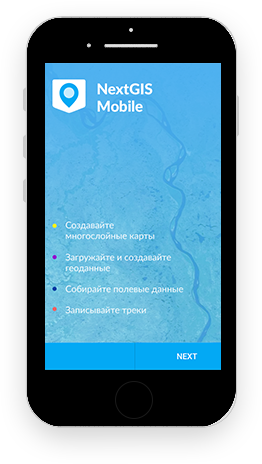 NextGIS
Mobile
Создавайте
многослойные карты
Загружайте и создавайте
геоданные
Собирайте полевые данные
Записывайте треки
NEXT